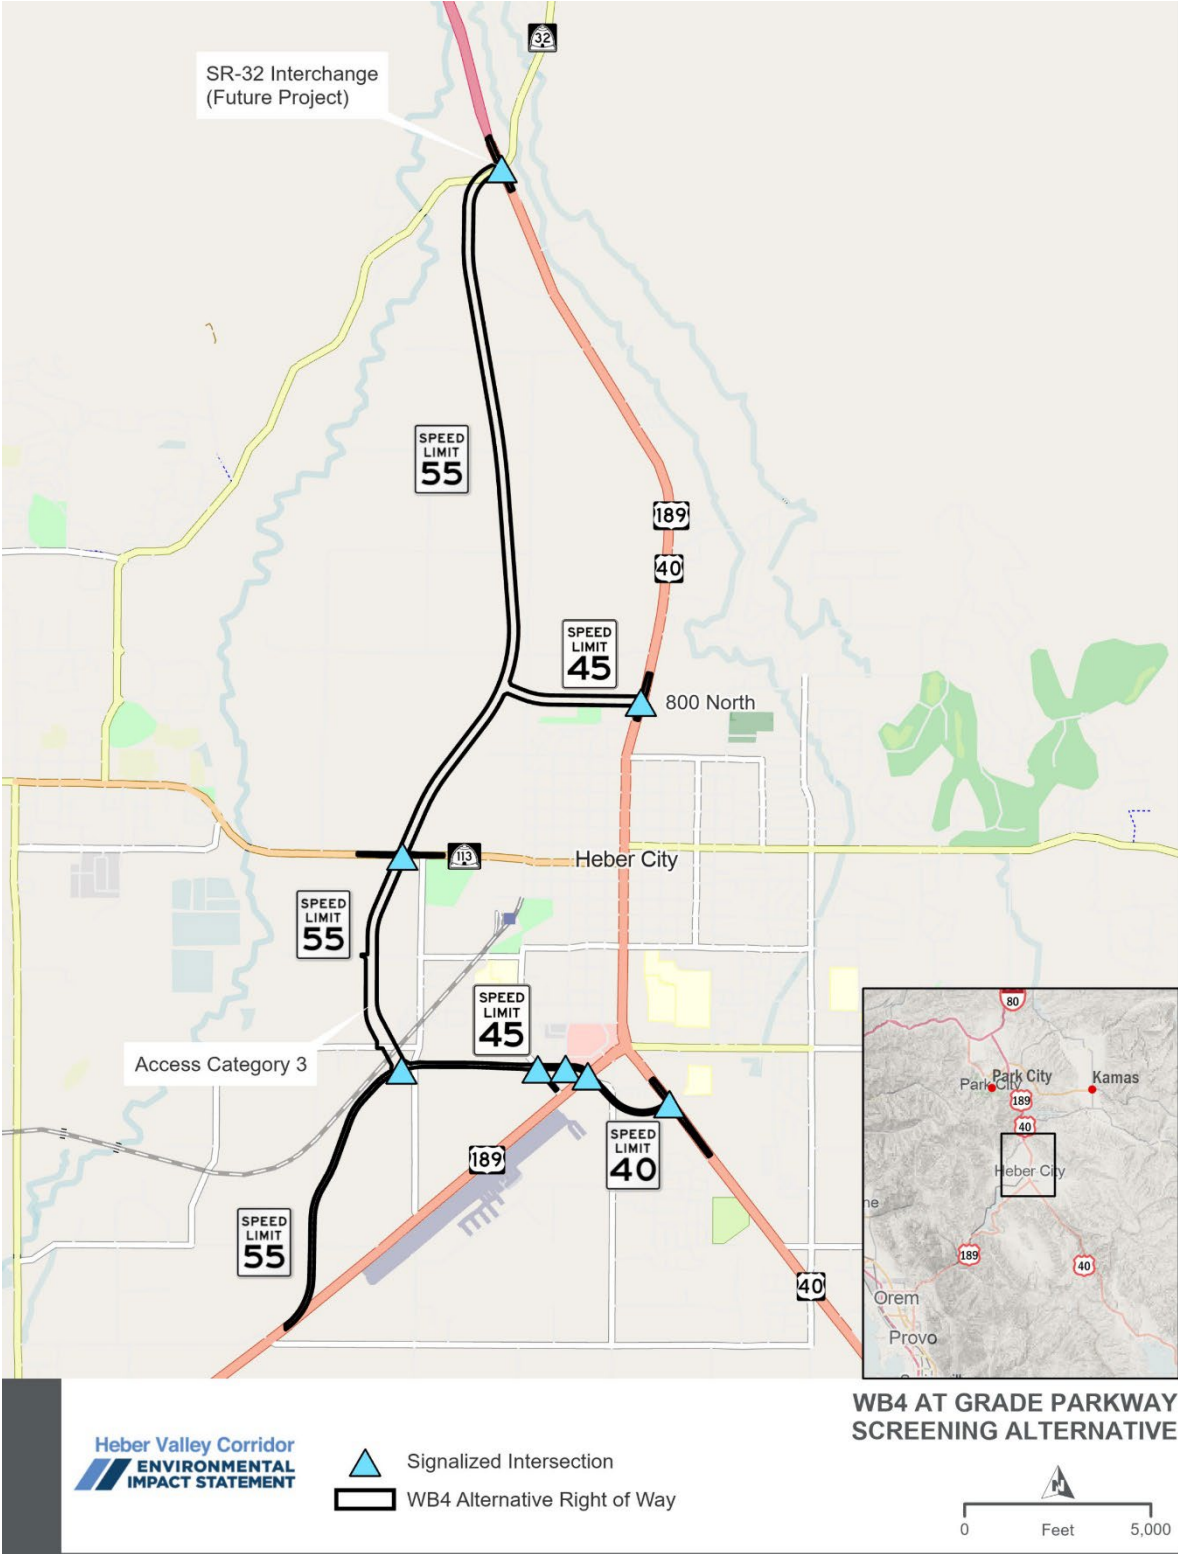 32
SR-32 Interchange
(Future Project)
SPEED
LIMIT
55
189
40
SPEED
LIMIT
45
800 North
113
Heber City
SPEED
LIMIT
55
SPEED
LIMIT
45
Access Category 3
189
SPEED
LIMIT
40
SPEED
LIMIT
55
40
80
Park City
Park City
Kamas
189
40
Heber City
189
40
Orem
Provo
WB4 AT GRADE PARKWAY
SCREENING ALTERNATIVE
Heber Valley Corridor
ENVIRONMENTAL
IMPACT STATEMENT
Signalized Intersection
WB4 Alternative Right of Way
N
0 Feet 5,000